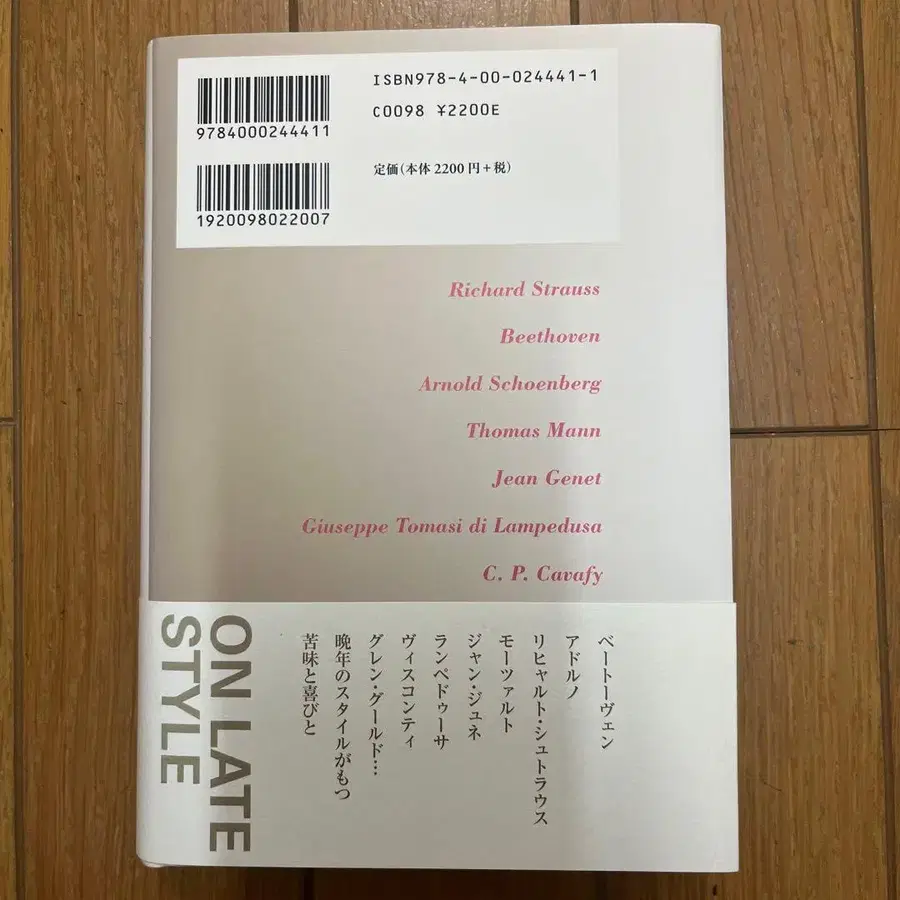 ISBN978-4-00-024441-1
C0098 ¥2200E
9784000244411
定価(本体 2200 円+税)
1920098022007
Richard Strauss
Beethoven
Arnold Schoenberg
Thomas Mann
Jean Genet
Giuseppe Tomasi di Lampedusa
C. P. Cavafy
ベートーヴェン
アドルノ
リヒャルト・シュトラウス
モーツァルト
ジャン・ジュネ
ランペドゥーサ
ヴィスコンティ
グレン・グールド…
晩年のスタイルがもつ
苦味と喜びと
ON LATE
STYLE